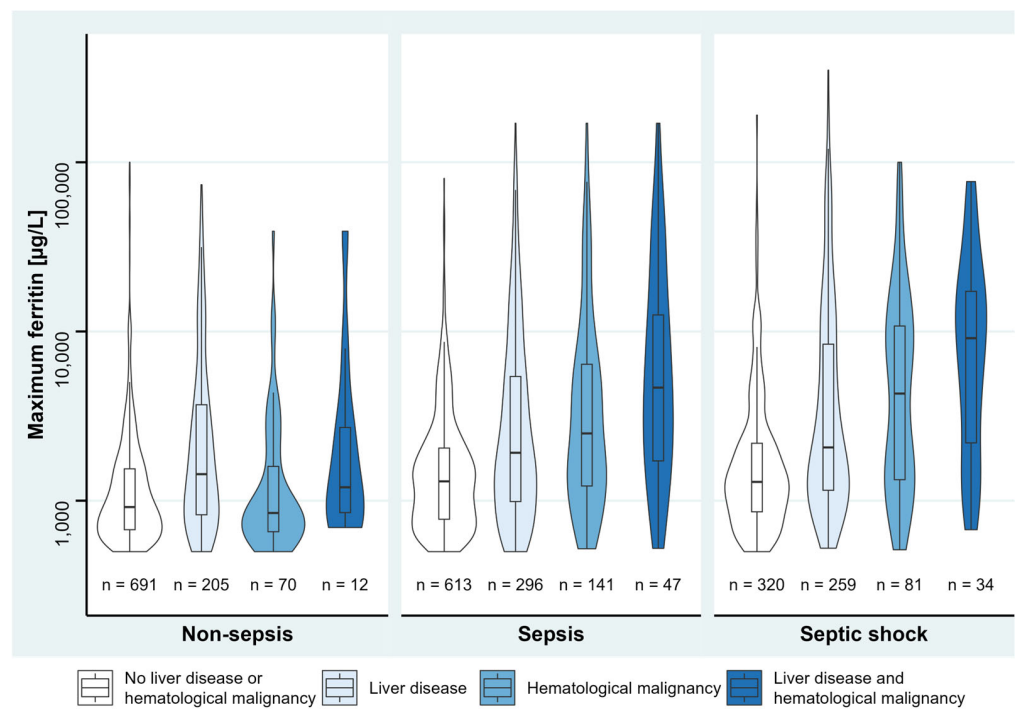 Maximum ferritin [µg/L]
100,000
10,000
1,000
n = 691 n = 205 n = 70 n = 12 n = 613 n = 296 n = 141 n = 47 n = 320 n = 259 n = 81 n = 34
Non-sepsis Sepsis Septic shock
No liver disease or
hematological malignancy
Liver disease
Hematological malignancy
Liver disease and
hematological malignancy